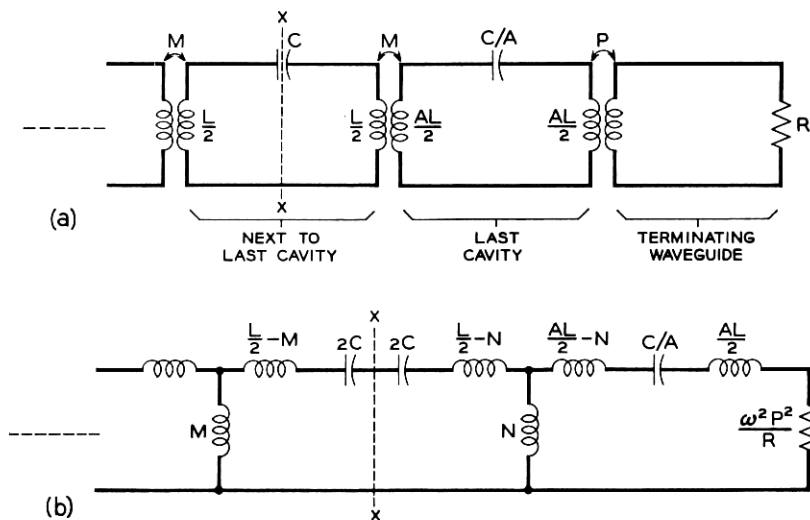 X
M
C
M
C/A
P
L/2
L/2
AL/2
AL/2
R
X
(a)
NEXT TO
LAST CAVITY
LAST
CAVITY
TERMINATING
WAVEGUIDE
X
L/2 -M
2C
2C
L/2 -N
AL/2 -N
C/A
AL/2
M
N
ω²P²/R
(b)
X